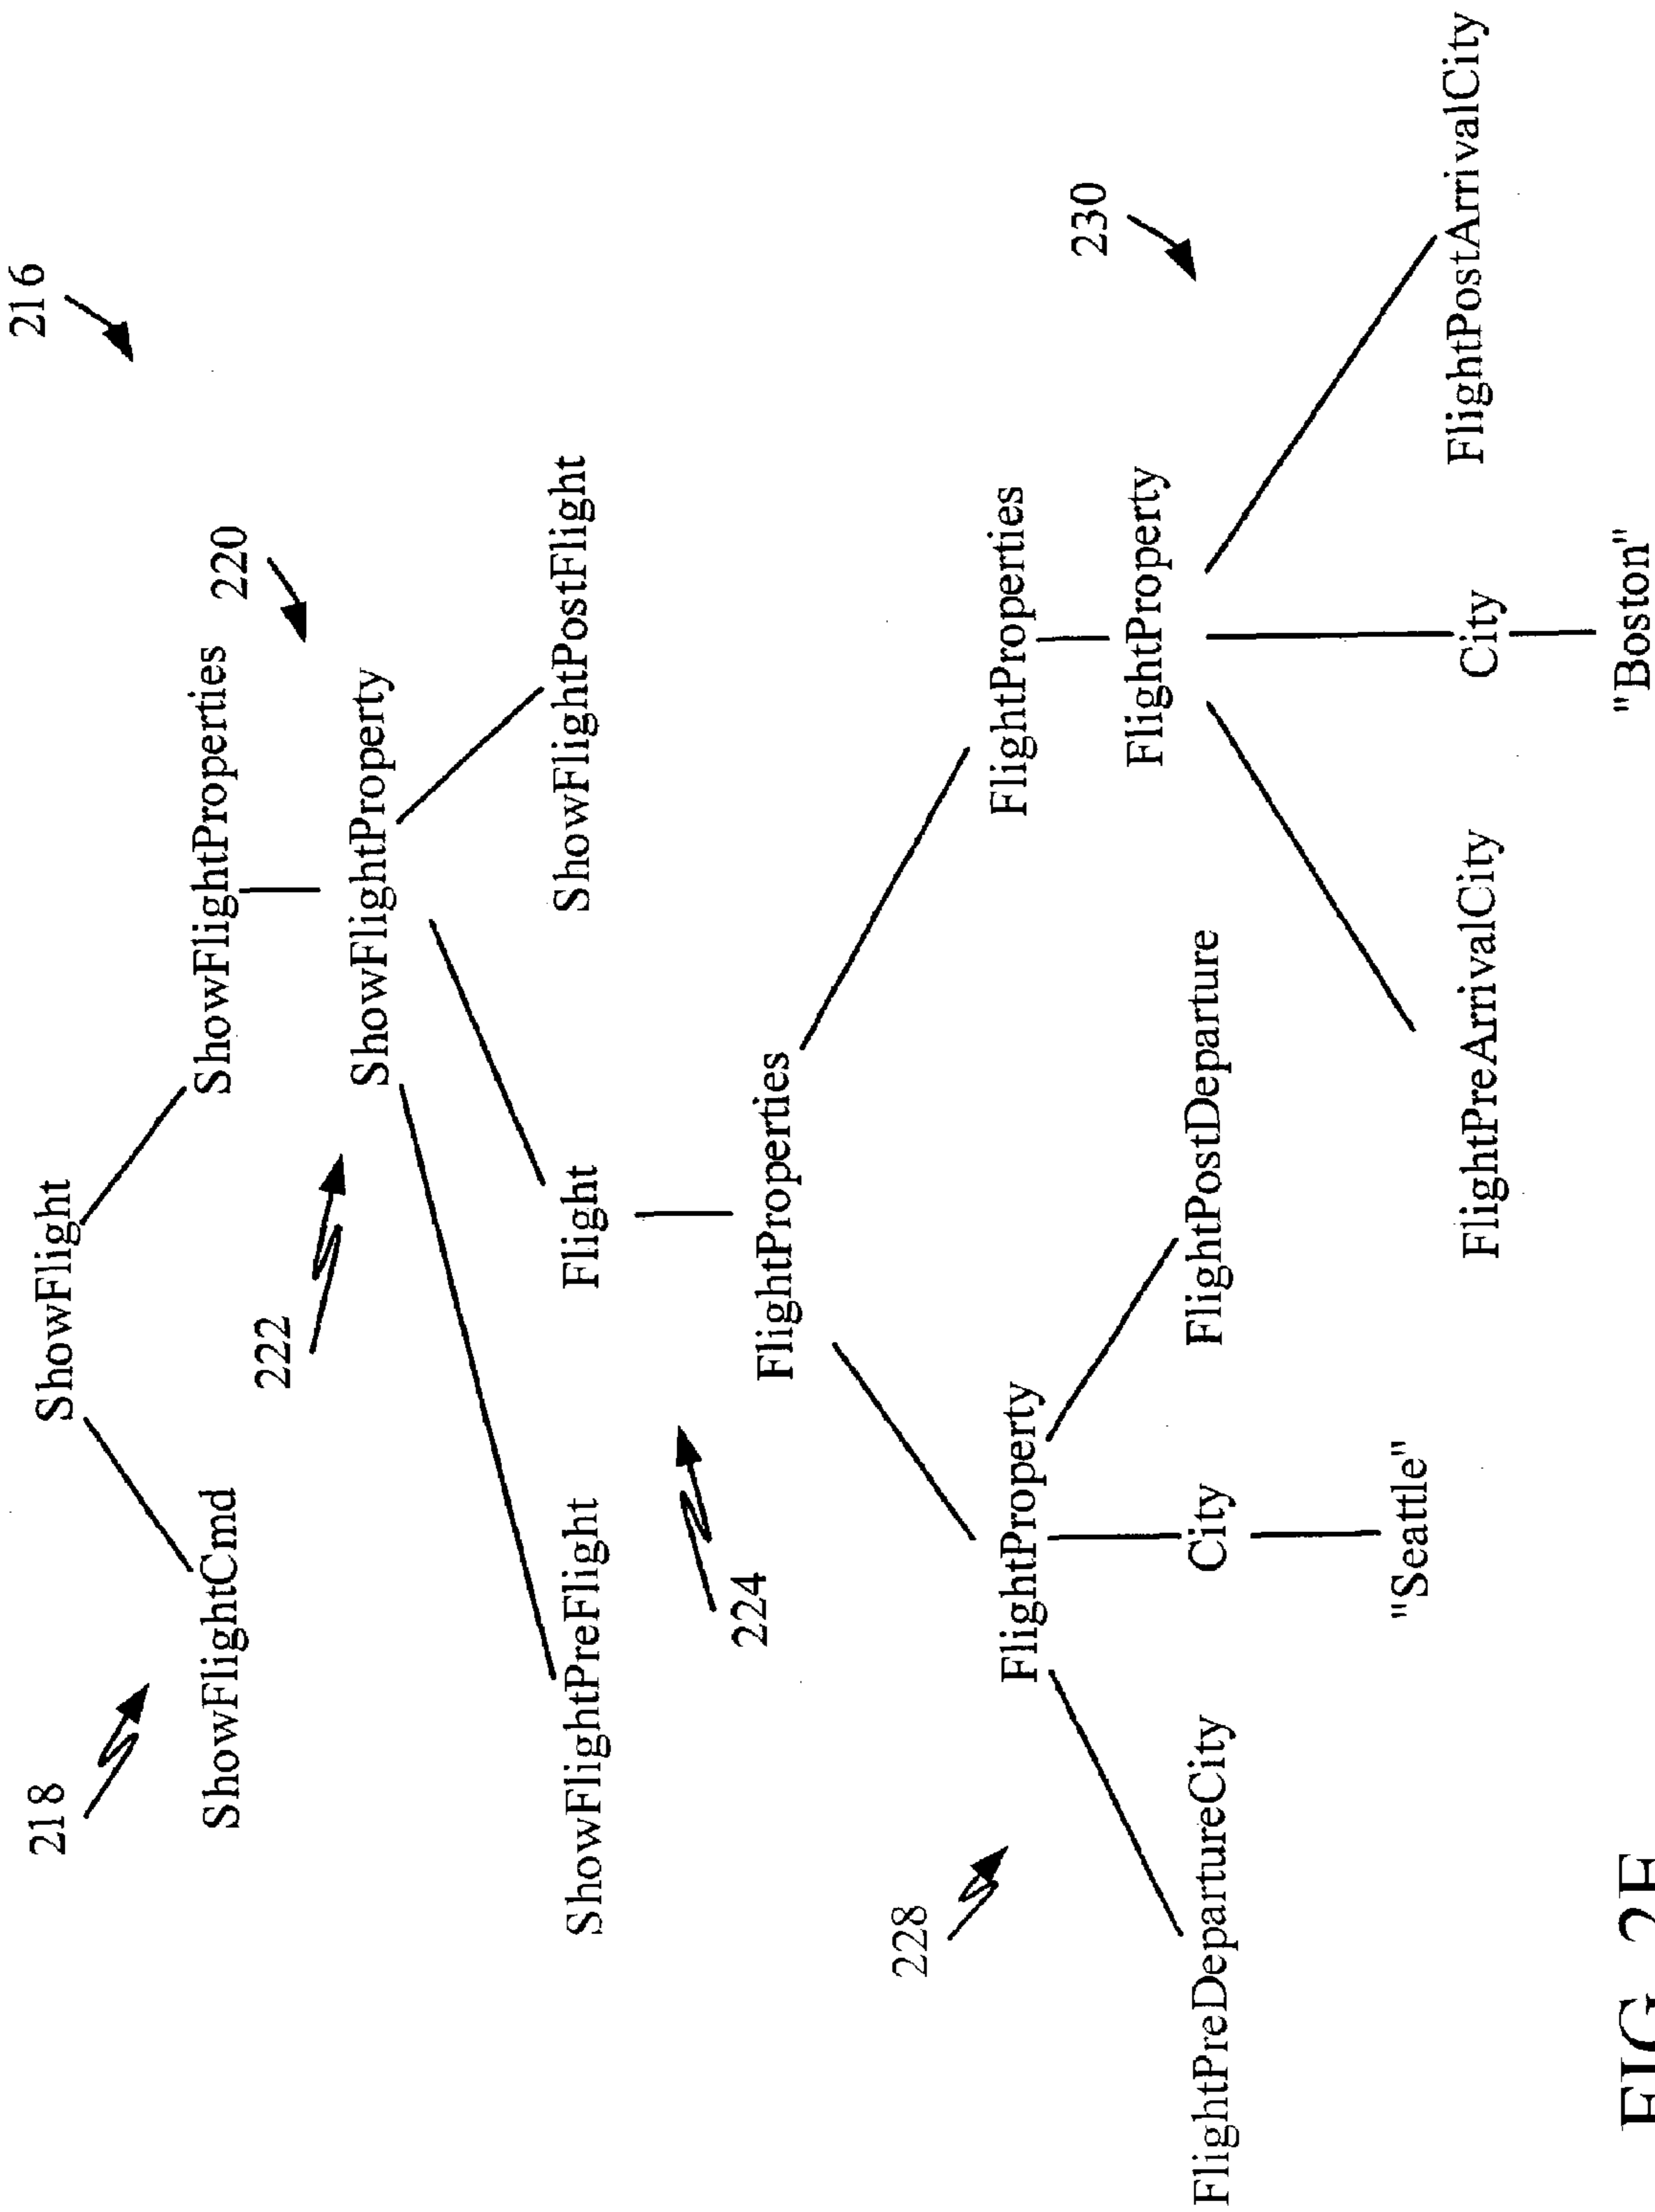 216
ShowFlight
218
ShowFlightCmd
ShowFlightProperties
220
222
ShowFlightProperty
ShowFlightPreFlight
Flight
ShowFlightPostFlight
224
FlightProperties
228
FlightProperty
FlightProperties
230
FlightProperty
FlightPreDepartureCity
City
FlightPostDeparture
"Seattle"
FlightPreArrivalCity
City
FlightPostArrivalCity
"Boston"
FIG.